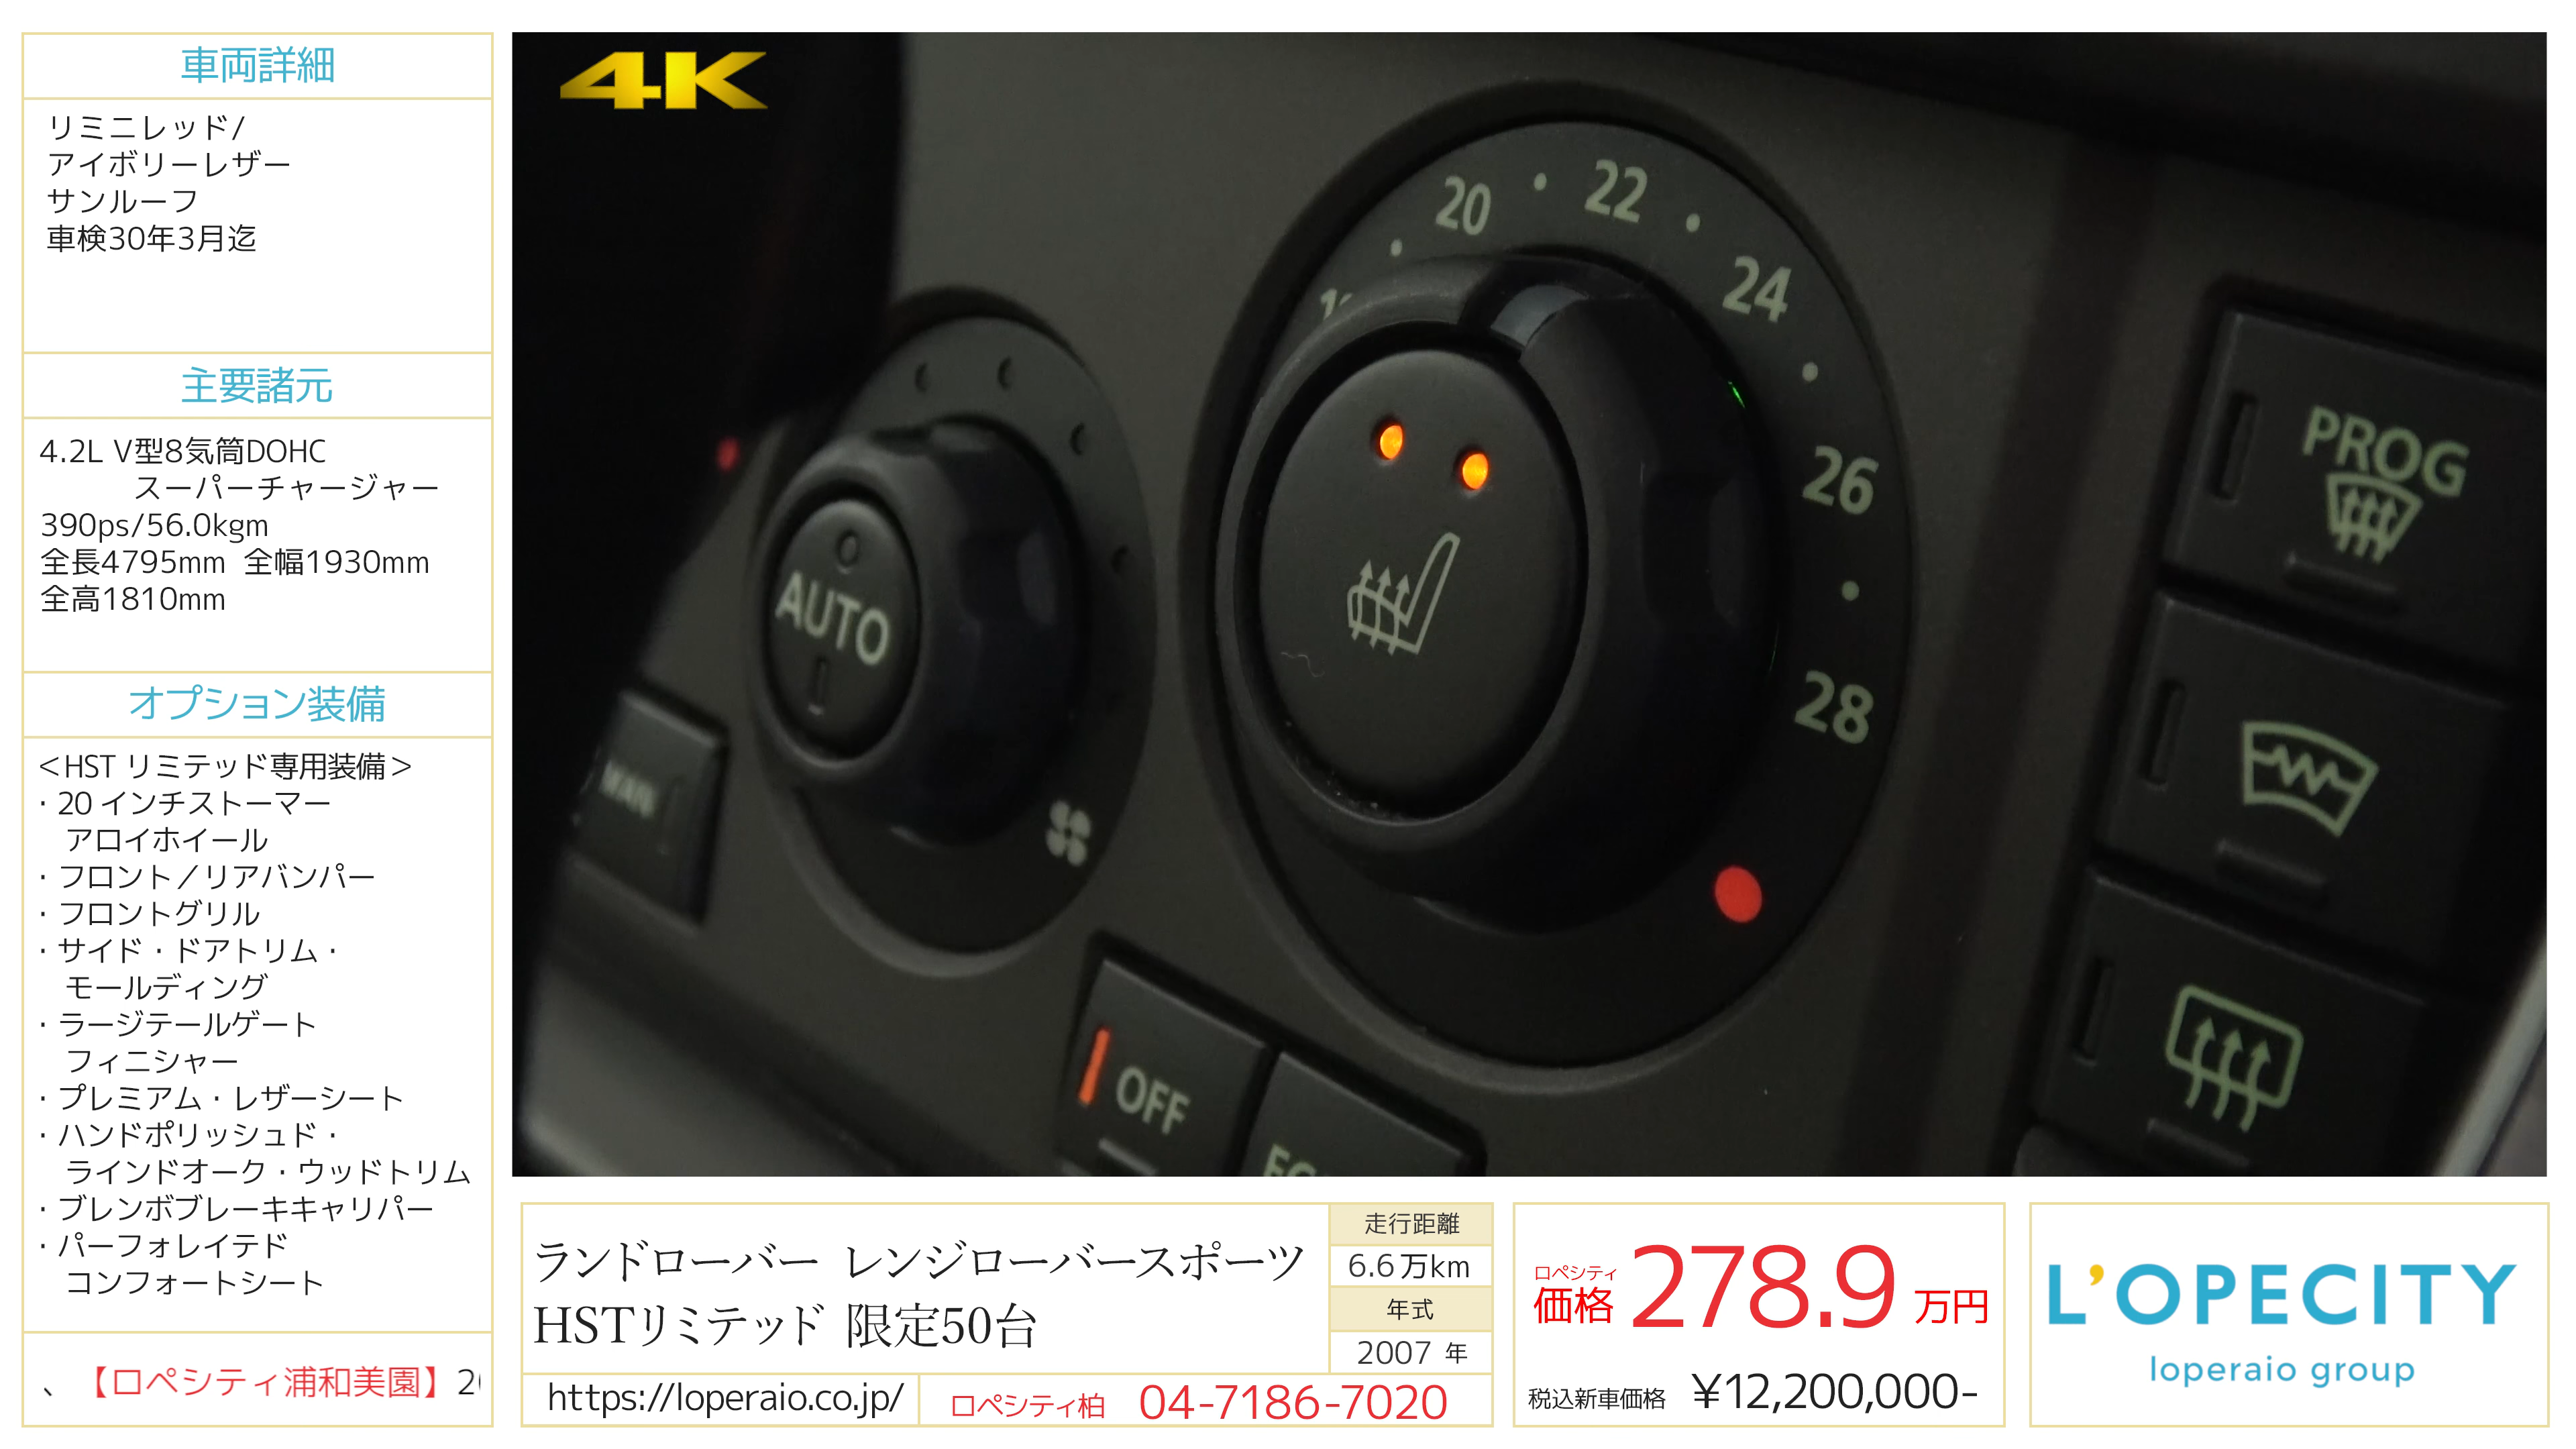 車両詳細
リミニレッド/
アイボリーレザー
サンルーフ
車検30年3月迄
主要諸元
4.2L V型8気筒DOHC
スーパーチャージャー
390ps/56.0kgm
全長4795mm 全幅1930mm
全高1810mm
オプション装備
＜HST リミテッド専用装備＞
・20 インチストーマー
アロイホイール
・フロント／リアバンパー
・フロントグリル
・サイド・ドアトリム・
モールディング
・ラージテールゲート
フィニシャー
・プレミアム・レザーシート
・ハンドポリッシュド・
ラインドオーク・ウッドトリム
・ブレンボブレーキキャリパー
・パーフォレイテド
コンフォートシート
、【ロペシティ浦和美園】2
4K
20 22 24 26 28
AUTO
PROG
OFF
ランドローバー レンジローバースポーツ
HSTリミテッド 限定50台
走行距離
6.6万km
年式
2007 年
https://loperaio.co.jp/
ロペシティ柏 04-7186-7020
ロペシティ
価格 278.9 万円
税込新車価格 ¥12,200,000-
L'OPECITY
loperaio group